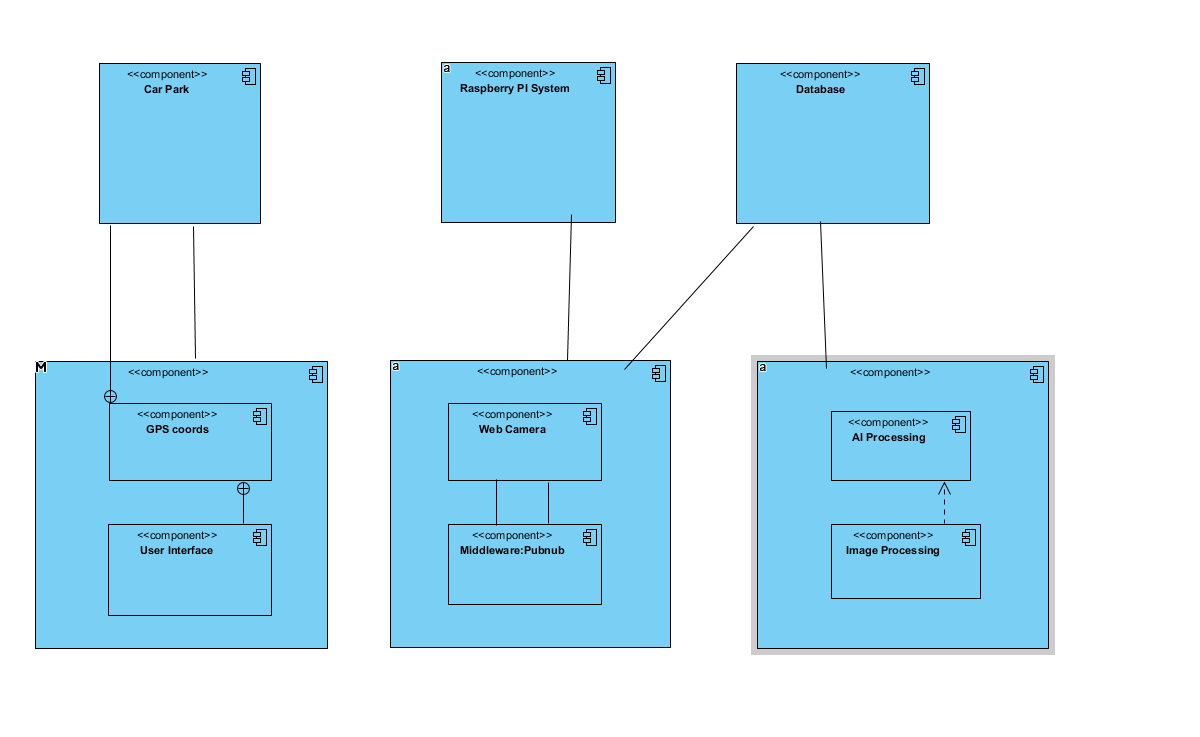 <<component>>
Car Park
a
<<component>>
Raspberry PI System
<<component>>
Database
M
<<component>>
<<component>>
GPS coords
<<component>>
User Interface
a
<<component>>
<<component>>
Web Camera
<<component>>
Middleware:Pubnub
a
<<component>>
<<component>>
AI Processing
<<component>>
Image Processing